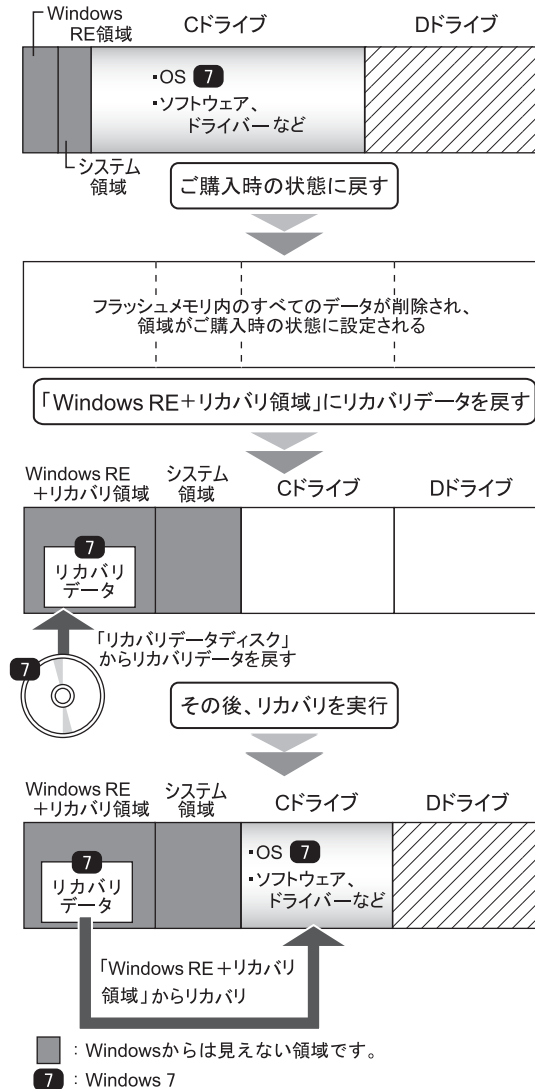 Windows
RE領域
Cドライブ
Dドライブ
・OS 7
・ソフトウェア、
ドライバーなど
システム
領域
ご購入時の状態に戻す
フラッシュメモリ内のすべてのデータが削除され、
領域がご購入時の状態に設定される
「Windows RE+リカバリ領域」にリカバリデータを戻す
Windows RE
+リカバリ領域
システム
領域
Cドライブ
Dドライブ
7
リカバリ
データ
「リカバリデータディスク」
からリカバリデータを戻す
7
その後、リカバリを実行
Windows RE
+リカバリ領域
システム
領域
Cドライブ
Dドライブ
7
リカバリ
データ
・OS 7
・ソフトウェア、
ドライバーなど
「Windows RE+リカバリ
領域」からリカバリ
:Windowsからは見えない領域です。
7 :Windows 7